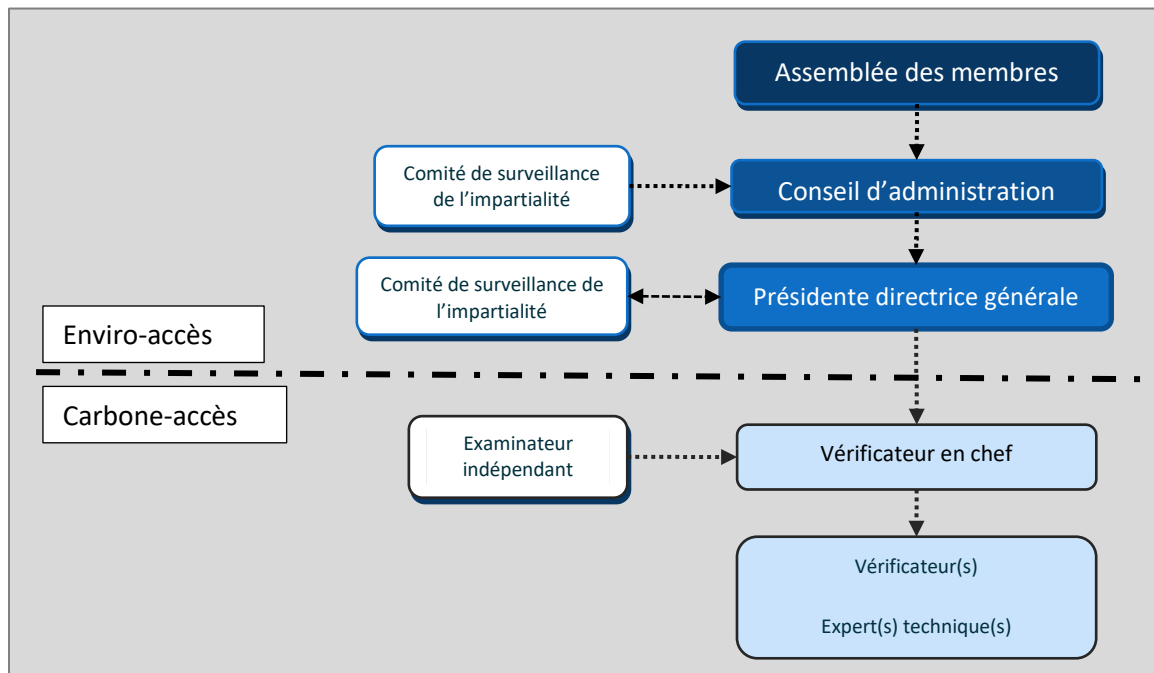 Assemblée des membres
Comité de surveillance
de l’impartialité
Conseil d’administration
Comité de surveillance de
l’impartialité
Présidente directrice générale
Enviro-accès
Carbone-accès
Examinateur
indépendant
Vérificateur en chef
Vérificateur(s)
Expert(s) technique(s)